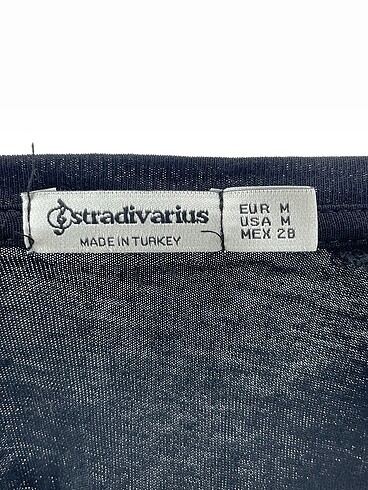 stradivarius
MADE IN TURKEY
EUR M
USA M
MEX 28